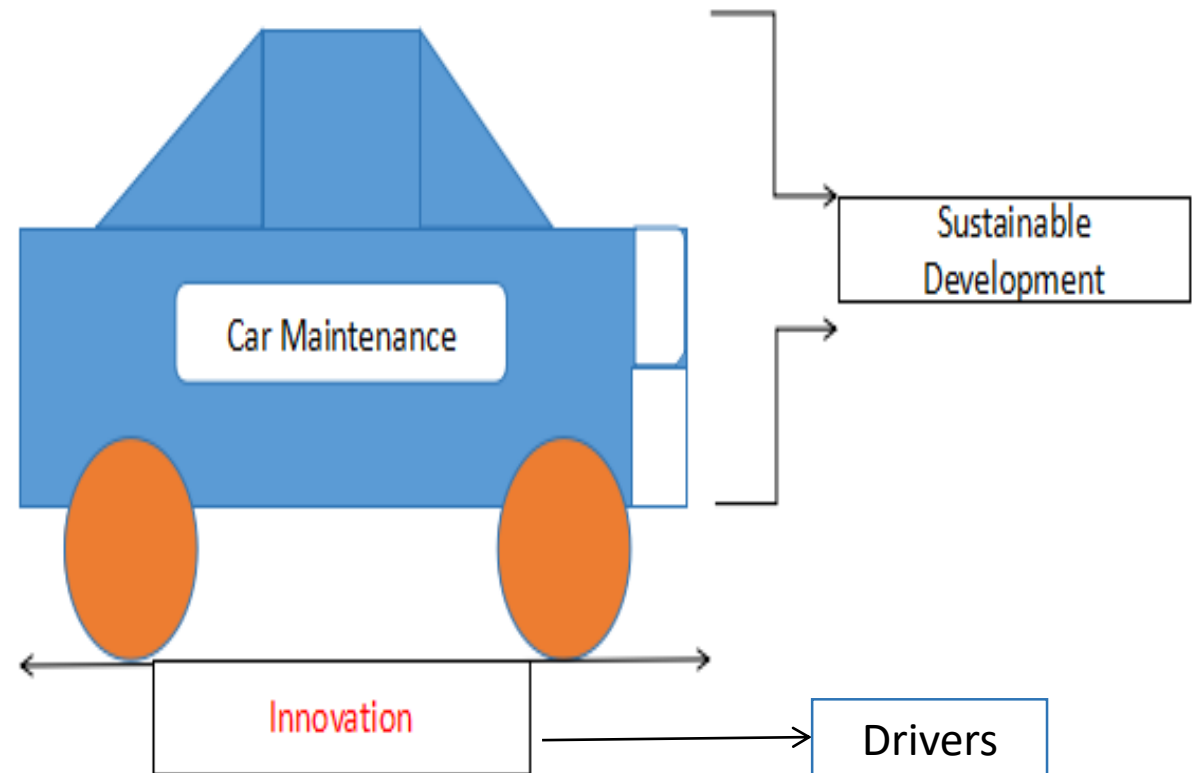 Sustainable
Development
Car Maintenance
Innovation
Drivers